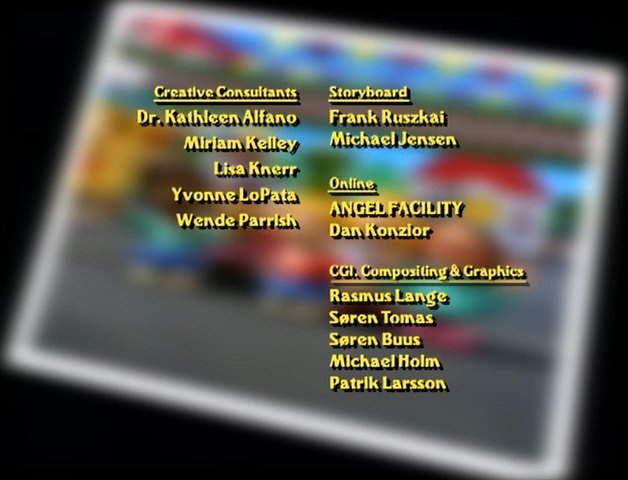 Creative Consultants
Dr. Kathleen Alfano
Miriam Kelley
Lisa Knerr
Yvonne LoPata
Wende Parrish
Storyboard
Frank Ruszkai
Michael Jensen
Online
ANGEL FACILITY
Dan Konzior
CGI, Compositing & Graphics
Rasmus Lange
Søren Tomas
Søren Buus
Michael Holm
Patrik Larsson